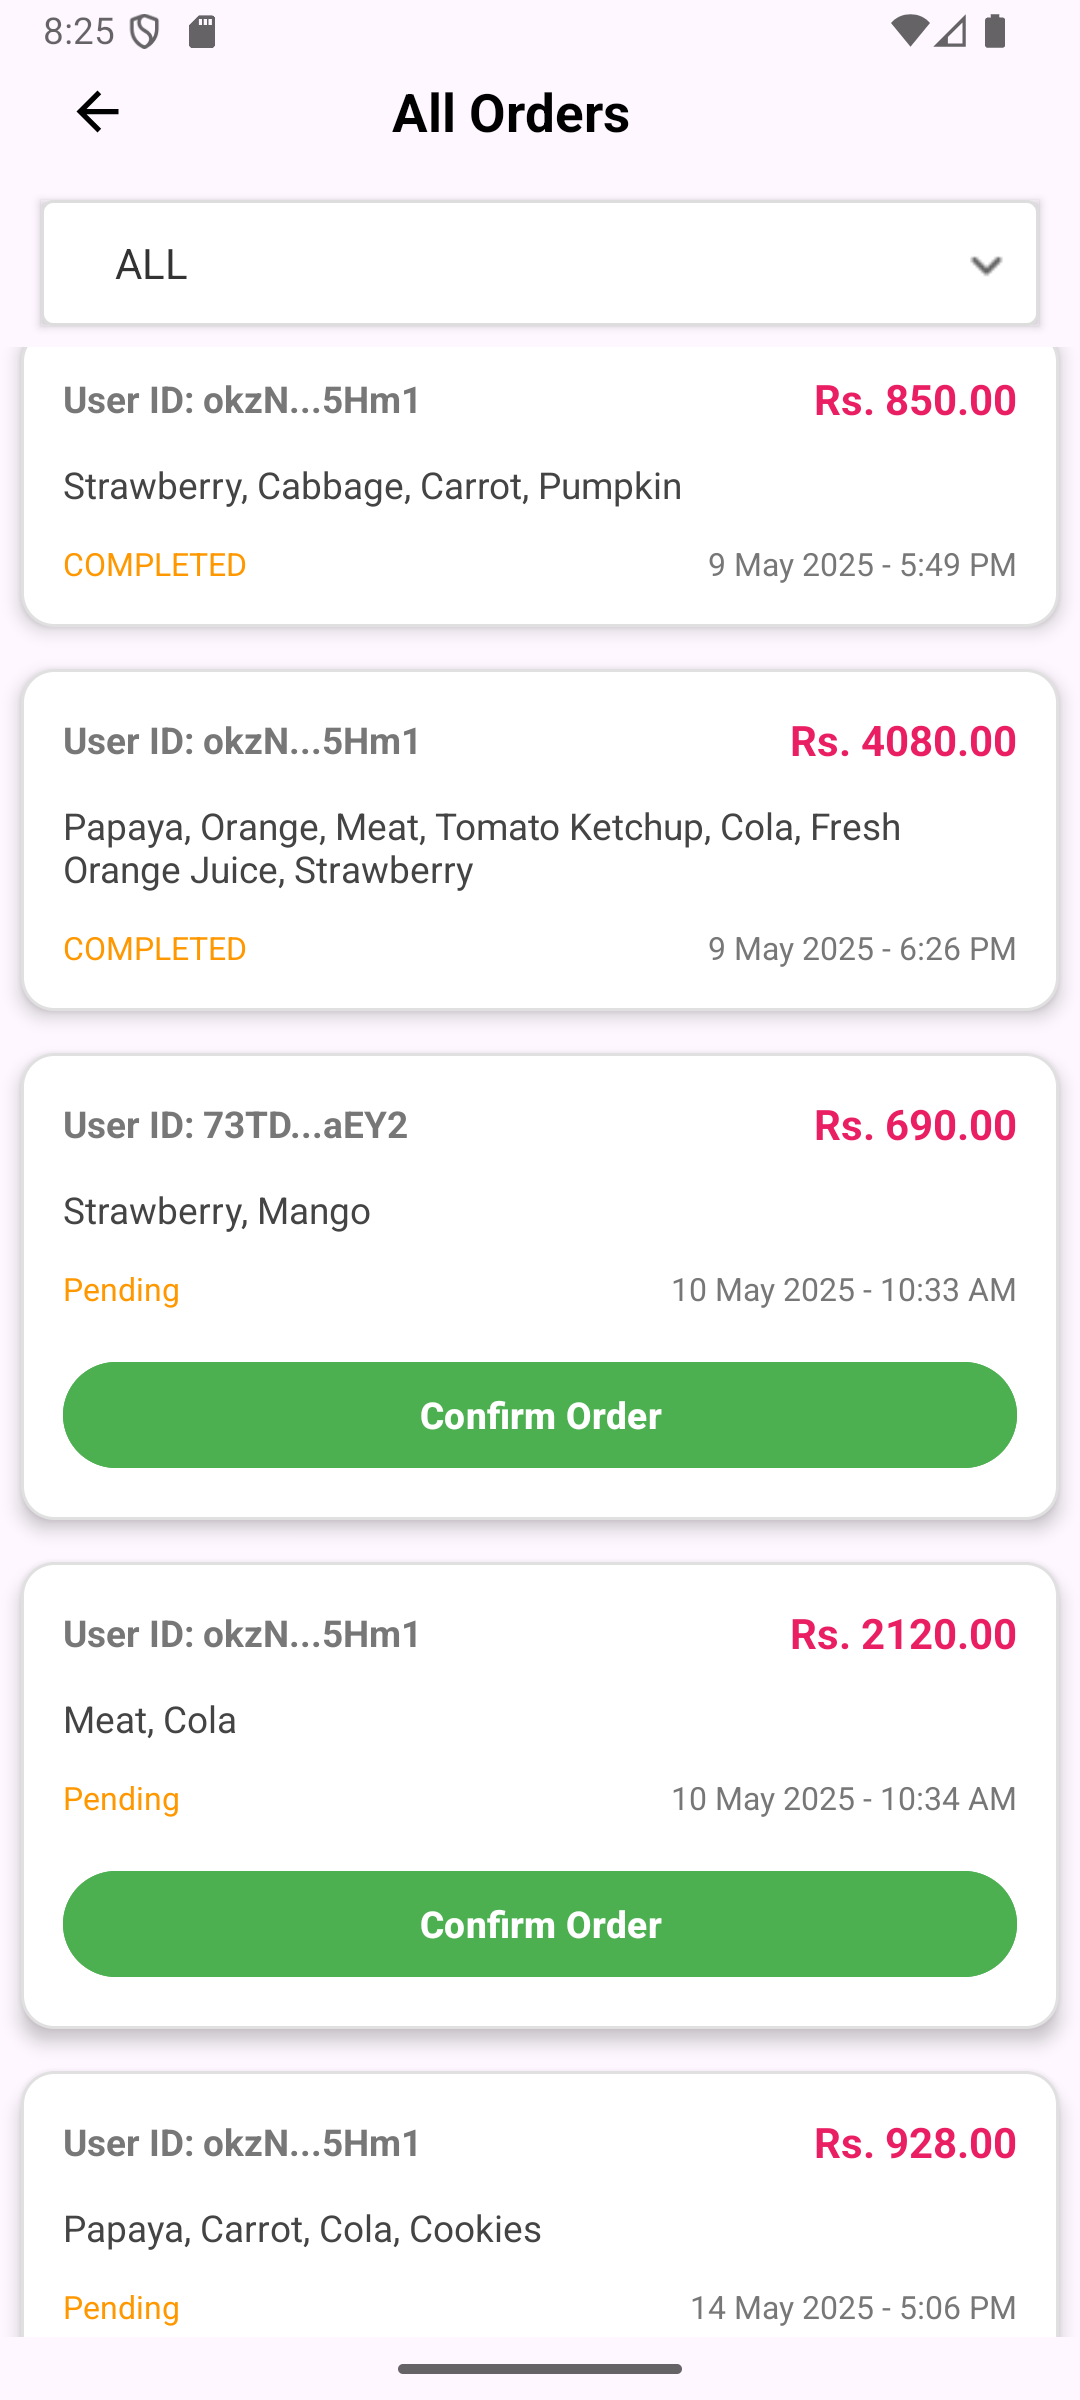 8:25
All Orders
ALL
User ID: okzN...5Hm1 Rs. 850.00
Strawberry, Cabbage, Carrot, Pumpkin
COMPLETED 9 May 2025 - 5:49 PM
User ID: okzN...5Hm1 Rs. 4080.00
Papaya, Orange, Meat, Tomato Ketchup, Cola, Fresh
Orange Juice, Strawberry
COMPLETED 9 May 2025 - 6:26 PM
User ID: 73TD...aEY2 Rs. 690.00
Strawberry, Mango
Pending 10 May 2025 - 10:33 AM
Confirm Order
User ID: okzN...5Hm1 Rs. 2120.00
Meat, Cola
Pending 10 May 2025 - 10:34 AM
Confirm Order
User ID: okzN...5Hm1 Rs. 928.00
Papaya, Carrot, Cola, Cookies
Pending 14 May 2025 - 5:06 PM